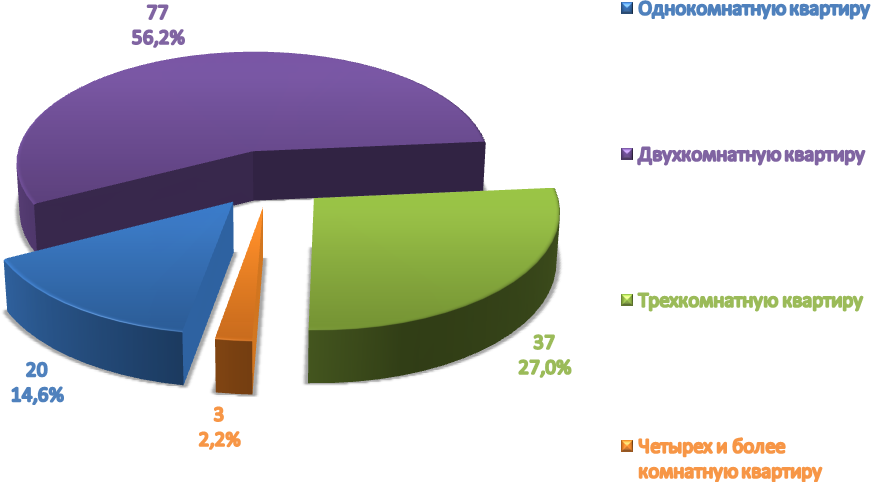 77
56,2%
Однокомнатную квартиру
Двухкомнатную квартиру
Трехкомнатную квартиру
37
27,0%
20
14,6%
3
2,2%
Четырех и более
комнатную квартиру